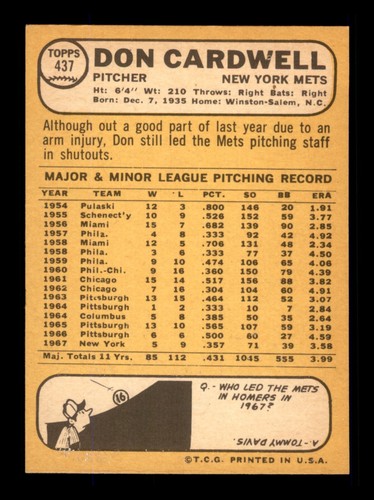 TOPPS
437
DON CARDWELL
PITCHER NEW YORK METS
Ht: 6'4" Wt: 210 Throws: Right Bats: Right
Born: Dec. 7, 1935 Home: Winston-Salem, N.C.
Although out a good part of last year due to an
arm injury, Don still led the Mets pitching staff
in shutouts.
MAJOR & MINOR LEAGUE PITCHING RECORD
YEAR TEAM W L PCT. SO BB ERA
1954 Pulaski 12 3 .800 146 20 1.91
1955 Schenect'y 10 9 .526 152 59 3.77
1956 Miami 15 7 .682 139 90 2.85
1957 Phila. 4 8 .333 92 42 4.92
1958 Miami 12 5 .706 131 48 2.34
1958 Phila. 3 6 .333 77 37 4.50
1959 Phila. 9 10 .474 106 65 4.06
1960 Phil.-Chi. 9 16 .360 150 79 4.39
1961 Chicago 15 14 .517 156 88 3.82
1962 Chicago 7 16 .304 104 60 4.91
1963 Pittsburgh 13 15 .464 112 52 3.07
1964 Pittsburgh 1 2 .333 10 7 2.84
1964 Columbus 5 8 .385 50 35 2.64
1965 Pittsburgh 13 10 .565 107 59 3.19
1966 Pittsburgh 6 6 .500 60 27 4.59
1967 New York 5 9 .357 71 39 3.58
Maj. Totals 11 Yrs. 85 112 .431 1045 555 3.99
16
Q.-WHO LED THE METS
IN HOMERS IN
1967?
A.-TOMMY DAVIS.
©T.C.G. PRINTED IN U.S.A.